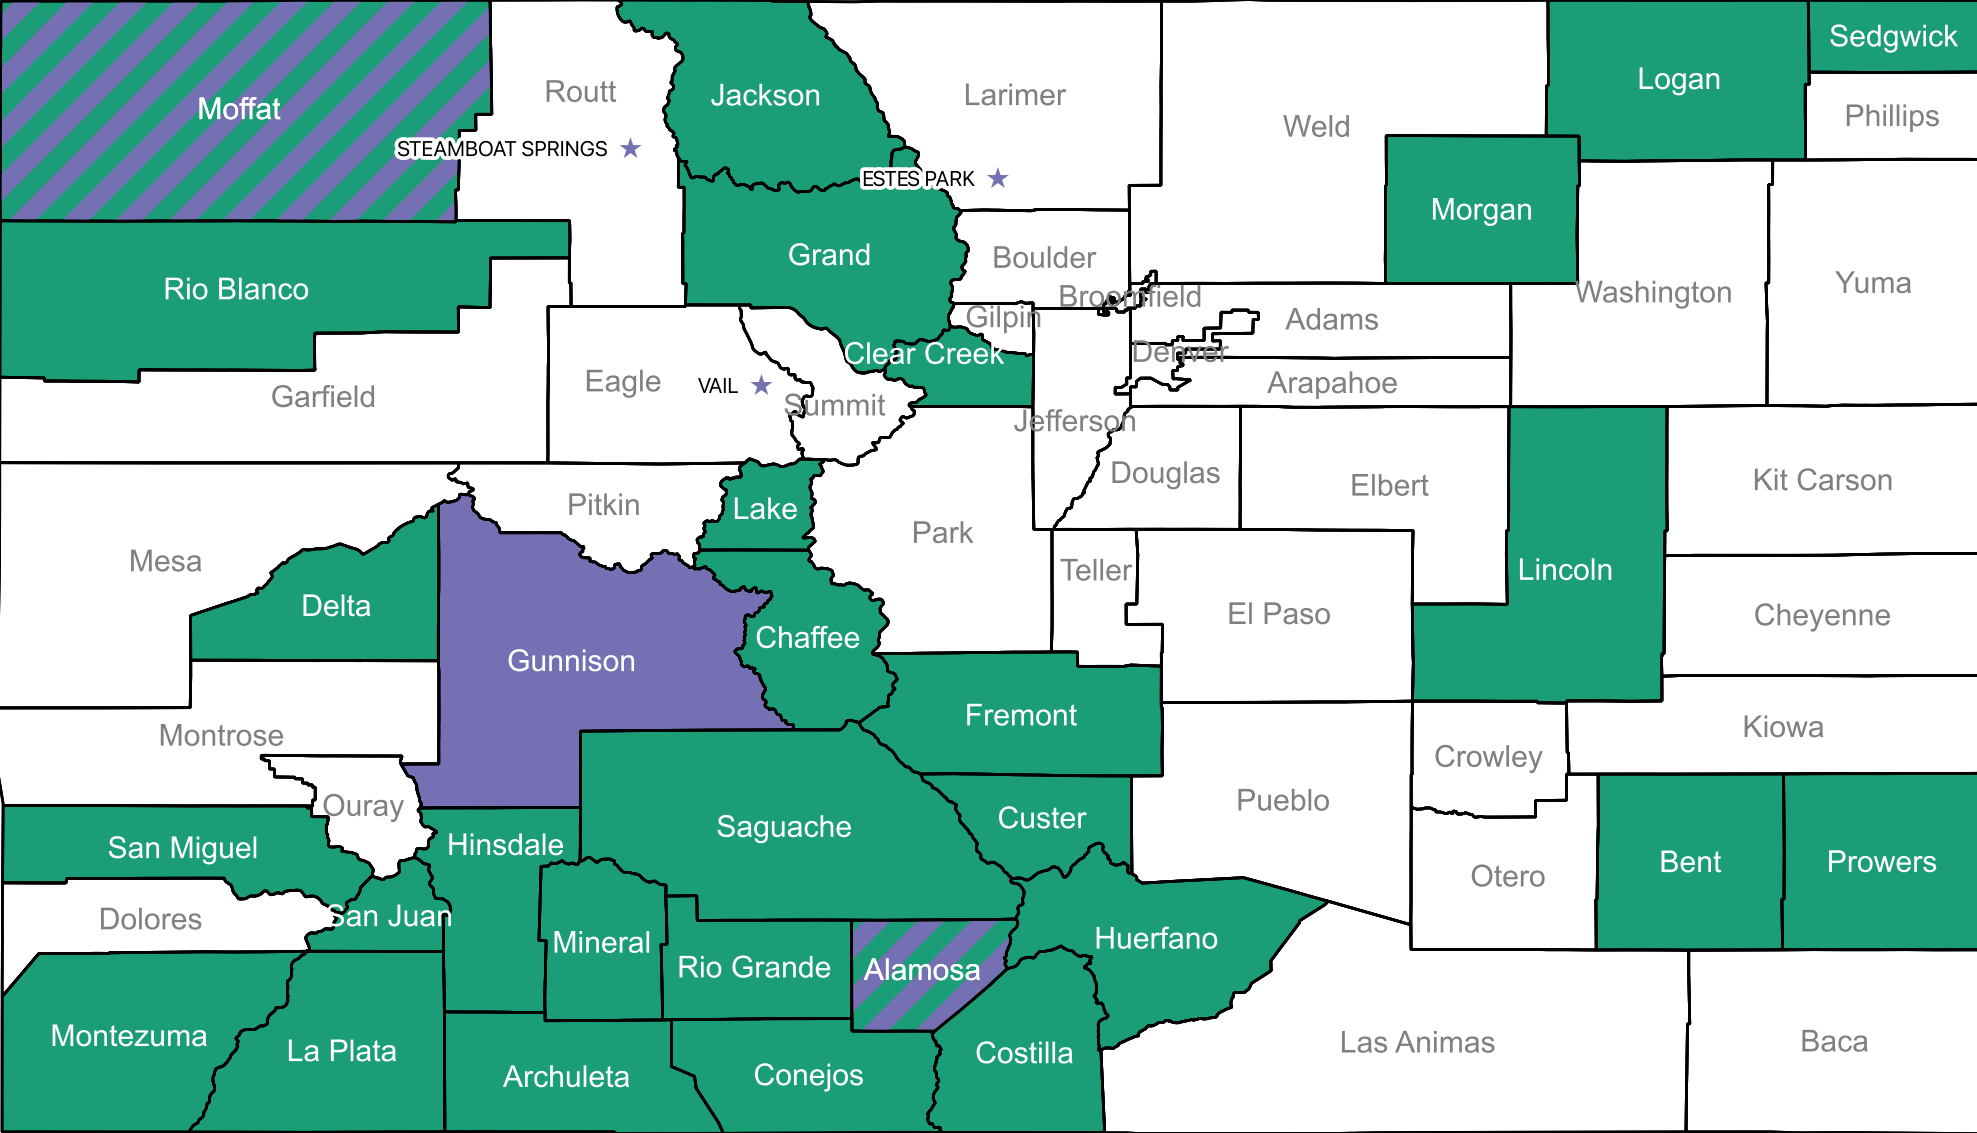 Sedgwick
Logan
Moffat
Routt
Jackson
Larimer
Phillips
Weld
STEAMBOAT SPRINGS
ESTES PARK
Morgan
Grand
Boulder
Rio Blanco
Broomfield
Washington
Yuma
Gilpin
Adams
Clear Creek
Denver
Eagle
VAIL
Arapahoe
Garfield
Summit
Jefferson
Douglas
Kit Carson
Elbert
Pitkin
Lake
Park
Mesa
Teller
Lincoln
Delta
El Paso
Cheyenne
Chaffee
Gunnison
Fremont
Montrose
Kiowa
Crowley
Ouray
Pueblo
Custer
Saguache
San Miguel
Hinsdale
Bent
Prowers
Otero
Dolores
San Juan
Mineral
Huerfano
Rio Grande
Alamosa
Montezuma
La Plata
Costilla
Las Animas
Baca
Archuleta
Conejos